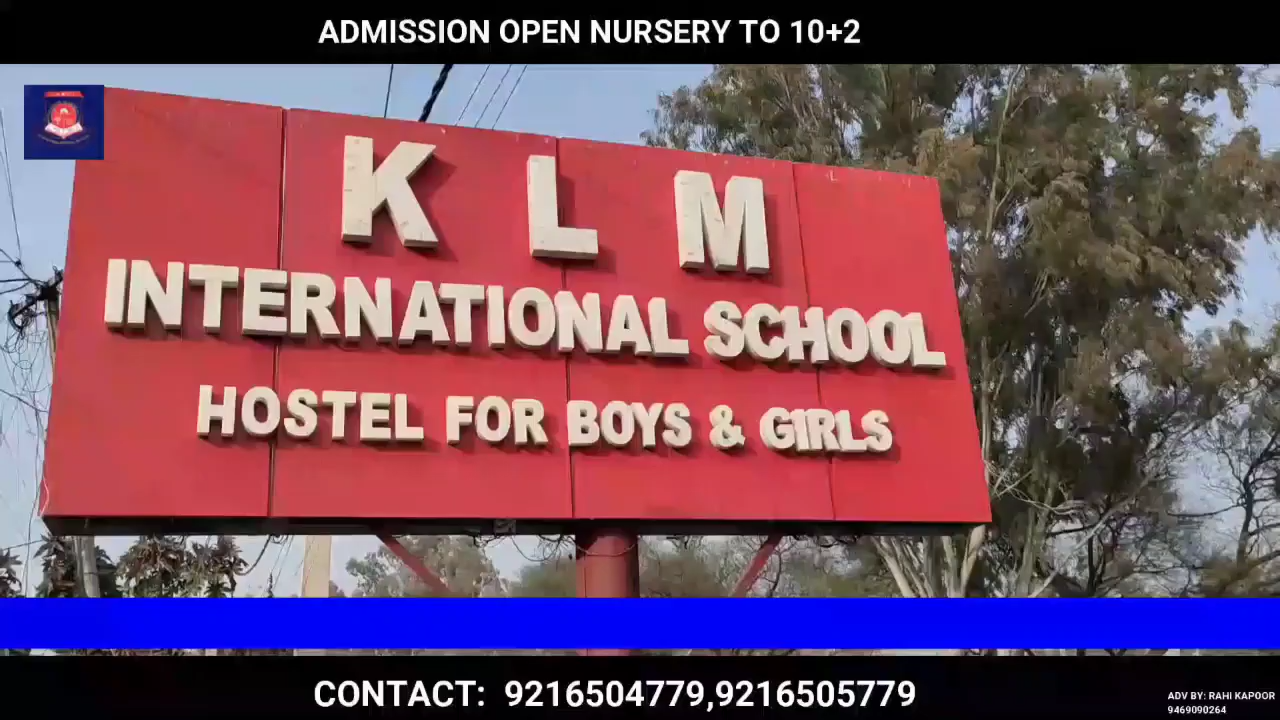 ADMISSION OPEN NURSERY TO 10+2
K L M
INTERNATIONAL SCHOOL
HOSTEL FOR BOYS & GIRLS
CONTACT: 9216504779,9216505779
ADV BY: RAHI KAPOOR
9469090264